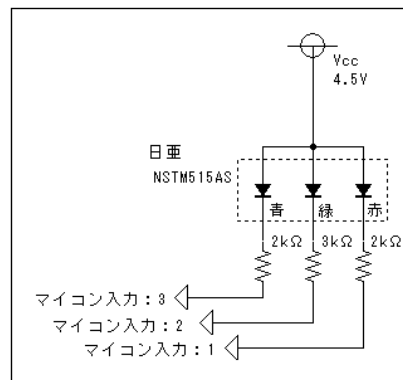 Vcc
4.5V
日亜
NSTM515AS
青
緑
赤
2kΩ
3kΩ
2kΩ
マイコン入力：3
マイコン入力：2
マイコン入力：1